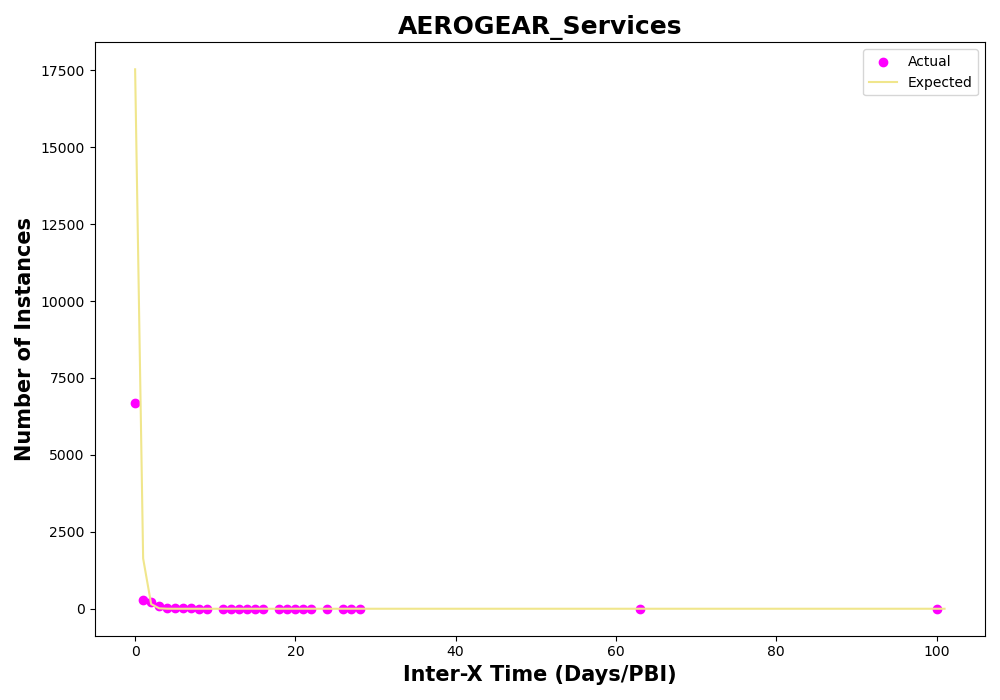 AEROGEAR_Services
Actual
Expected
Number of Instances
17500
15000
12500
10000
7500
5000
2500
0
0 20 40 60 80 100
Inter-X Time (Days/PBI)